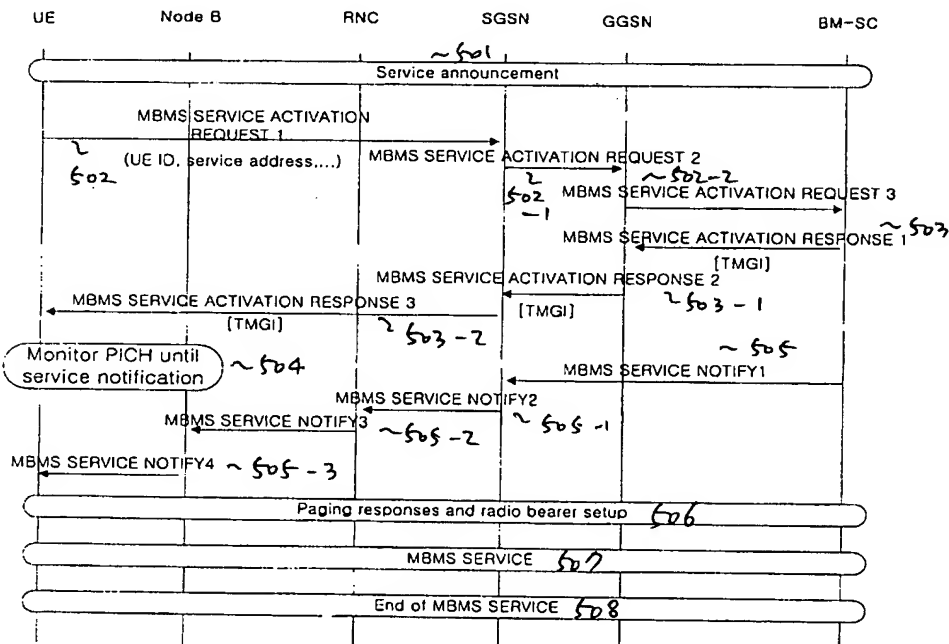 UE Node B RNC SGSN GGSN BM-SC
~501
Service announcement
MBMS SERVICE ACTIVATION
REQUEST 1
(UE ID, service address,...)
502
MBMS SERVICE ACTIVATION REQUEST 2
502
-1
~502-2
MBMS SERVICE ACTIVATION REQUEST 3
~503
MBMS SERVICE ACTIVATION RESPONSE 1
[TMGI]
MBMS SERVICE ACTIVATION RESPONSE 2
[TMGI]
503-1
MBMS SERVICE ACTIVATION RESPONSE 3
[TMGI]
503-2
Monitor PICH until
service notification
~504
~505
MBMS SERVICE NOTIFY1
MBMS SERVICE NOTIFY2
~505-1
MBMS SERVICE NOTIFY3
~505-2
MBMS SERVICE NOTIFY4 ~505-3
Paging responses and radio bearer setup 506
MBMS SERVICE 507
End of MBMS SERVICE 508